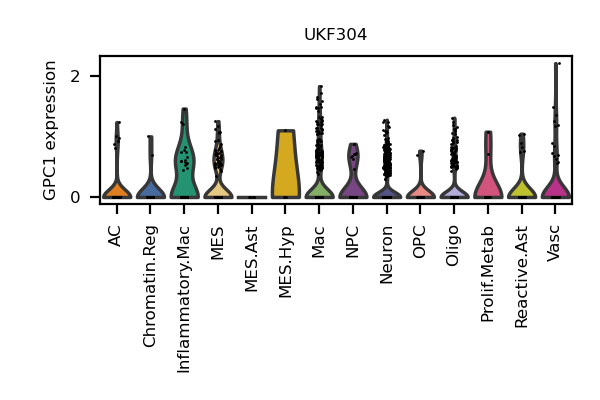 UKF304
GPC1 expression
2
0
AC
Chromatin.Reg
Inflammatory.Mac
MES
MES.Ast
MES.Hyp
Mac
NPC
Neuron
OPC
Oligo
Prolif.Metab
Reactive.Ast
Vasc